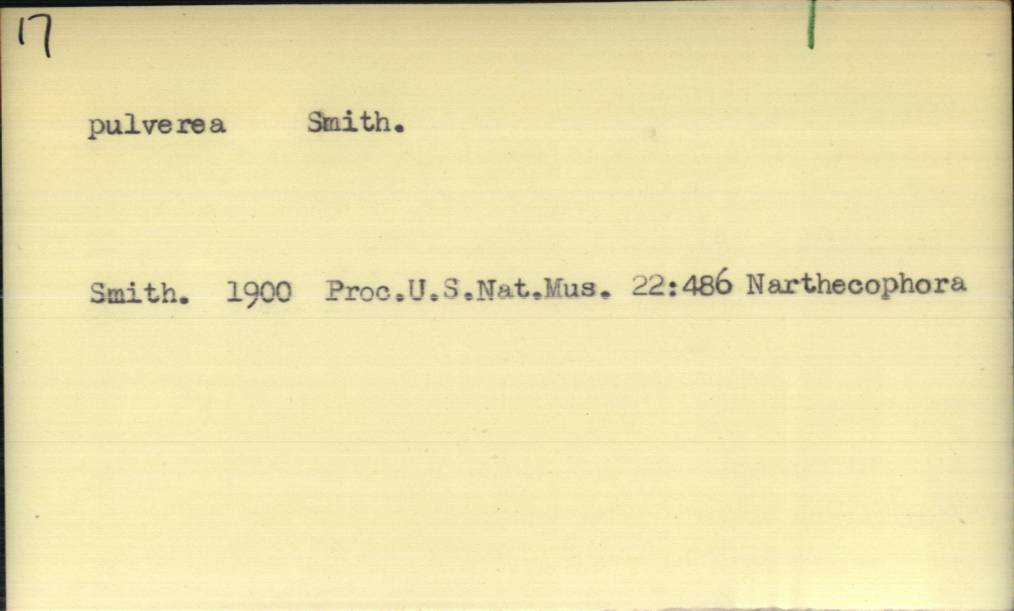 17
pulverea Smith.
Smith. 1900 Proc.U.S.Nat.Mus. 22:486 Narthecophora